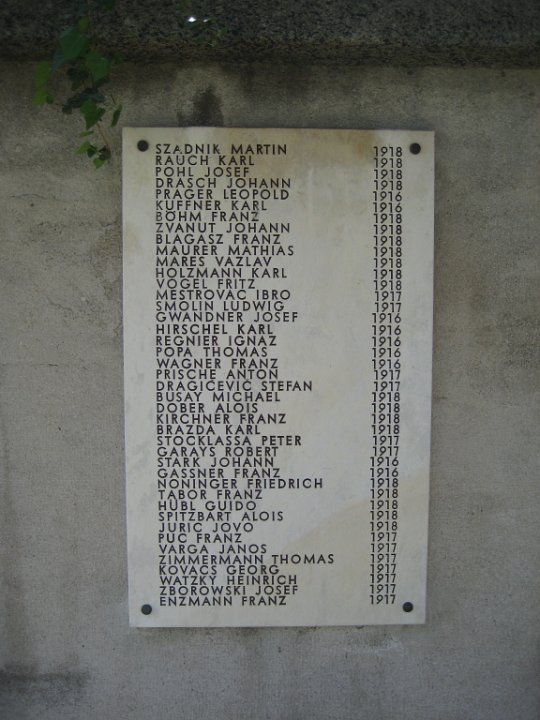 SZADNIK MARTIN 1918
RAUCH KARL 1918
POHL JOSEF 1918
DRASCH JOHANN 1918
PRAGER LEOPOLD 1916
KUFFNER KARL 1916
BÖHM FRANZ 1918
ZVANUT JOHANN 1918
BLAGASZ FRANZ 1918
MAURER MATHIAS 1918
MARES VAZLAV 1918
HOLZMANN KARL 1918
VOGEL FRITZ 1918
MESTROVAC IBRO 1917
SMOLIN LUDWIG 1917
GWANDNER JOSEF 1916
HIRSCHEL KARL 1916
REGNIER IGNAZ 1916
POPA THOMAS 1916
WAGNER FRANZ 1916
PRISCHE ANTON 1917
DRAGICEVIC STEFAN 1917
BUSAY MICHAEL 1918
DOBER ALOIS 1918
KIRCHNER FRANZ 1918
BRAZDA KARL 1918
STOCKLASSA PETER 1917
GARAYS ROBERT 1917
STARK JOHANN 1916
GASSNER FRANZ 1916
NONINGER FRIEDRICH 1918
TABOR FRANZ 1918
HÜBL GUIDO 1918
SPITZBART ALOIS 1918
JURIC JOVO 1918
PUC FRANZ 1917
VARGA JANOS 1917
ZIMMERMANN THOMAS 1917
KOVACS GEORG 1917
WATZKY HEINRICH 1917
ZBOROWSKI JOSEF 1917
ENZMANN FRANZ 1917